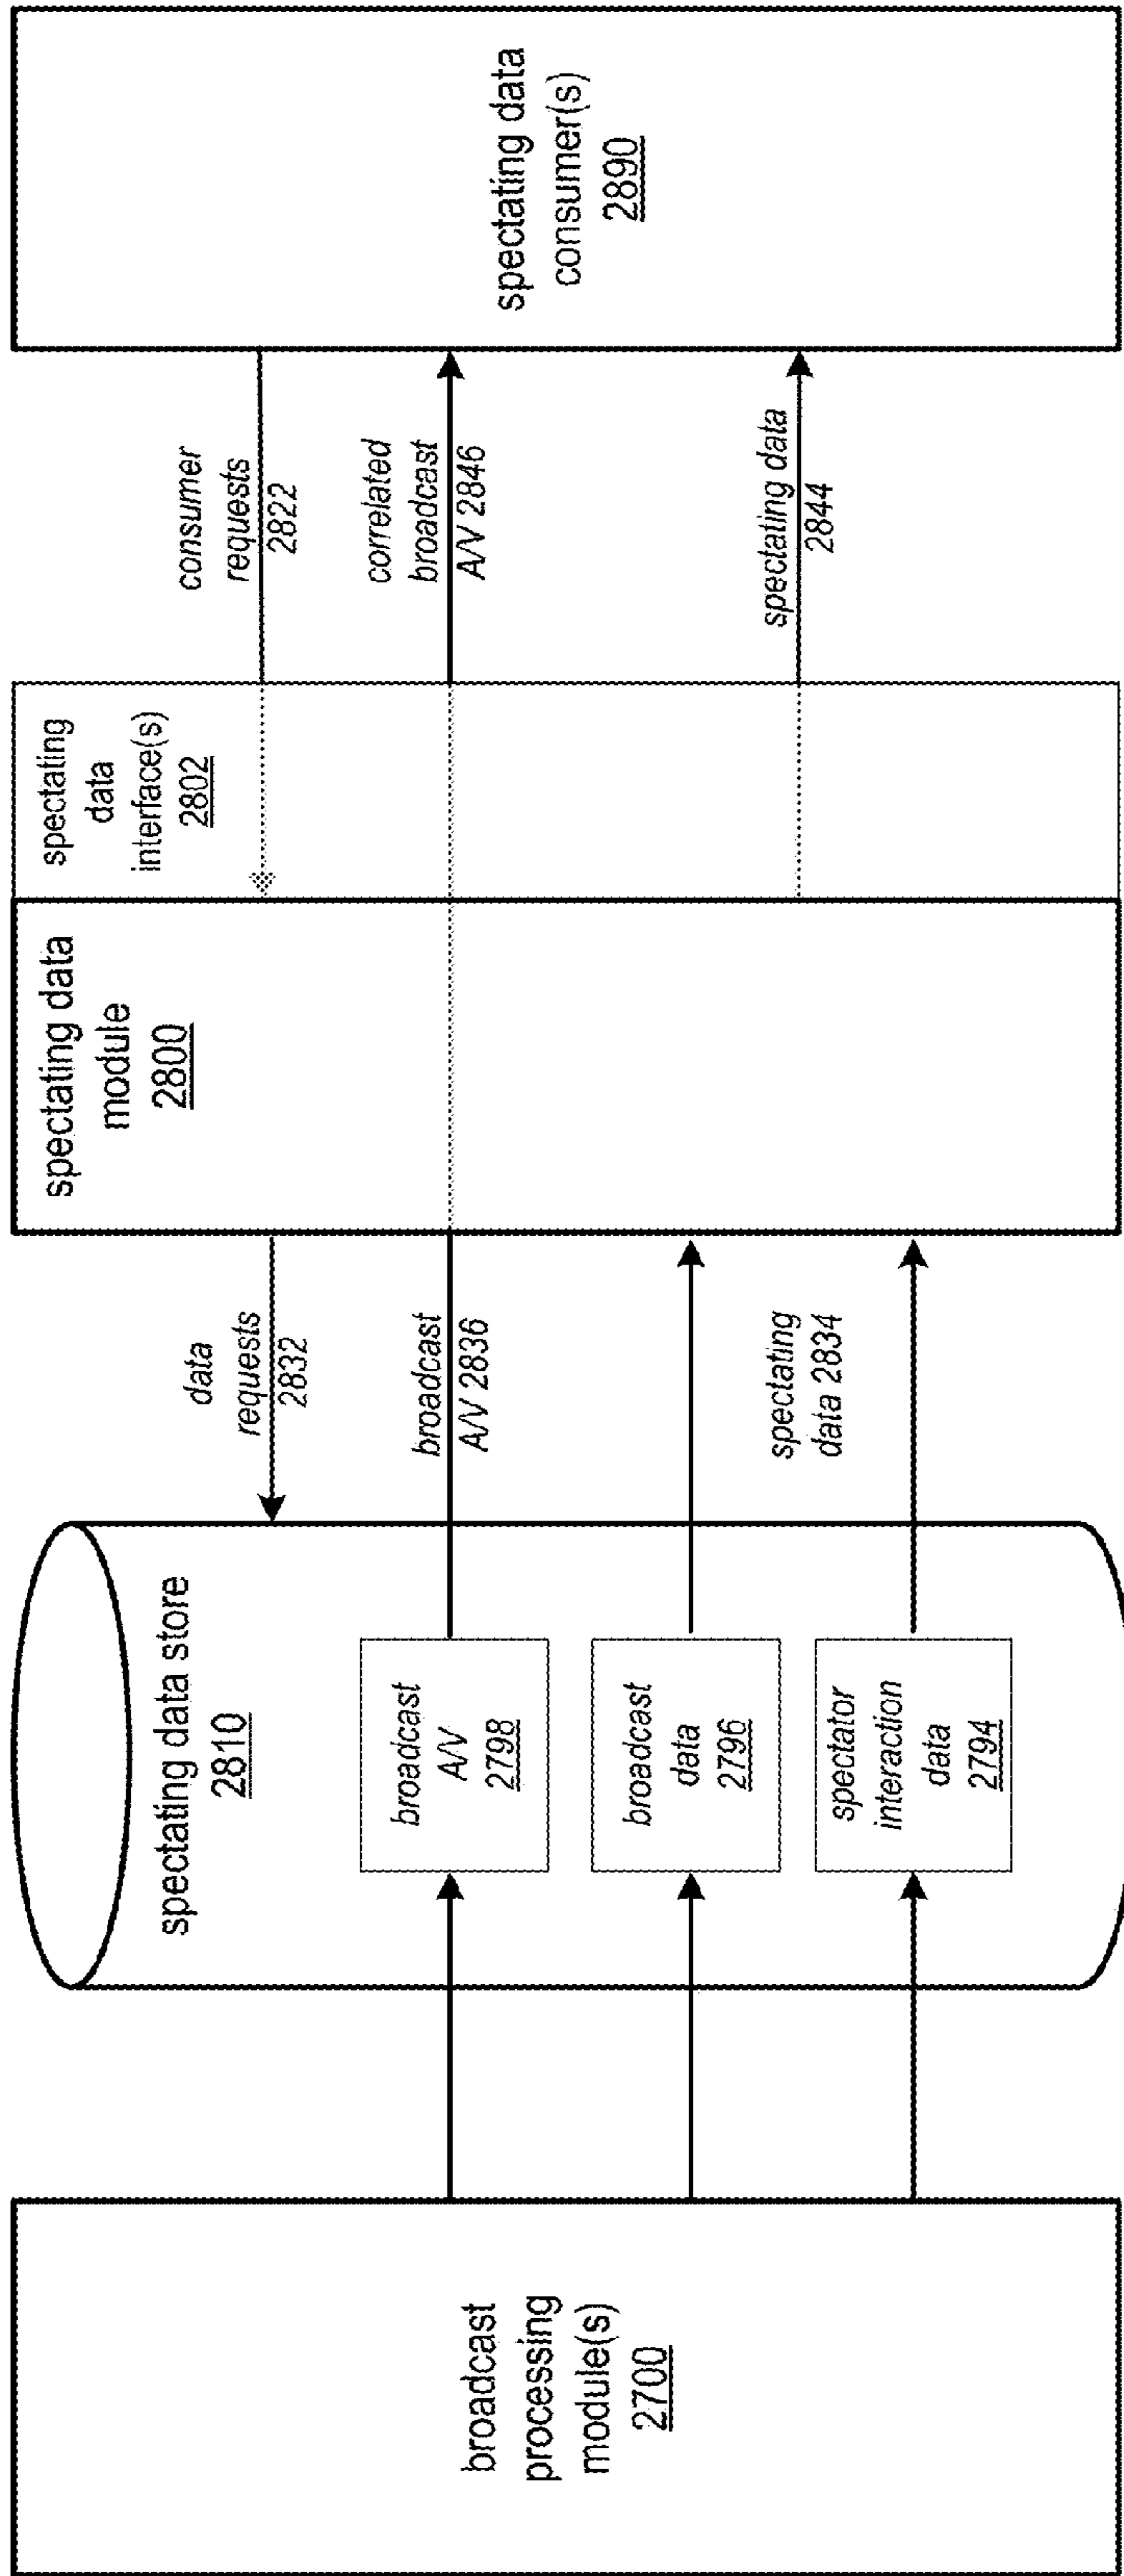 broadcast
processing
module(s)
2700
spectating data store
2810
broadcast
A/V
2798
broadcast
data
2796
spectator
interaction
data
2794
data
requests
2832
broadcast
A/V 2836
spectating
data 2834
spectating data
module
2800
spectating
data
interface(s)
2802
consumer
requests
2822
correlated
broadcast
A/V 2846
spectating data
2844
spectating data
consumer(s)
2890